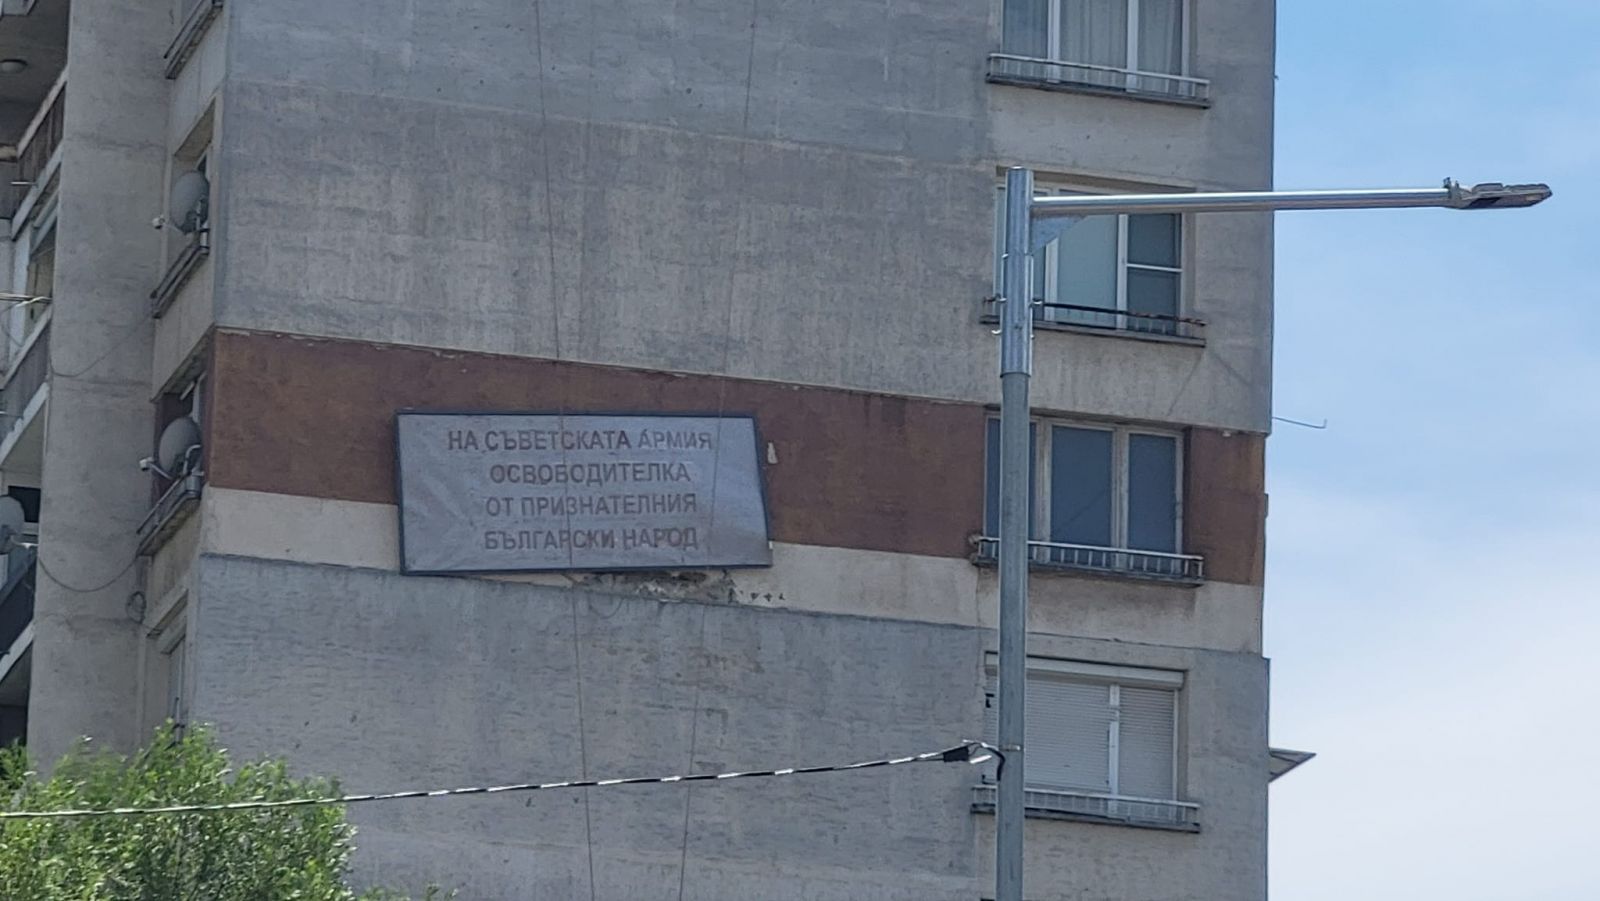 НА СЪВЕТСКАТА АРМИЯ
ОСВОБОДИТЕЛКА
ОТ ПРИЗНАТЕЛНИЯ
БЪЛГАРСКИ НАРОД